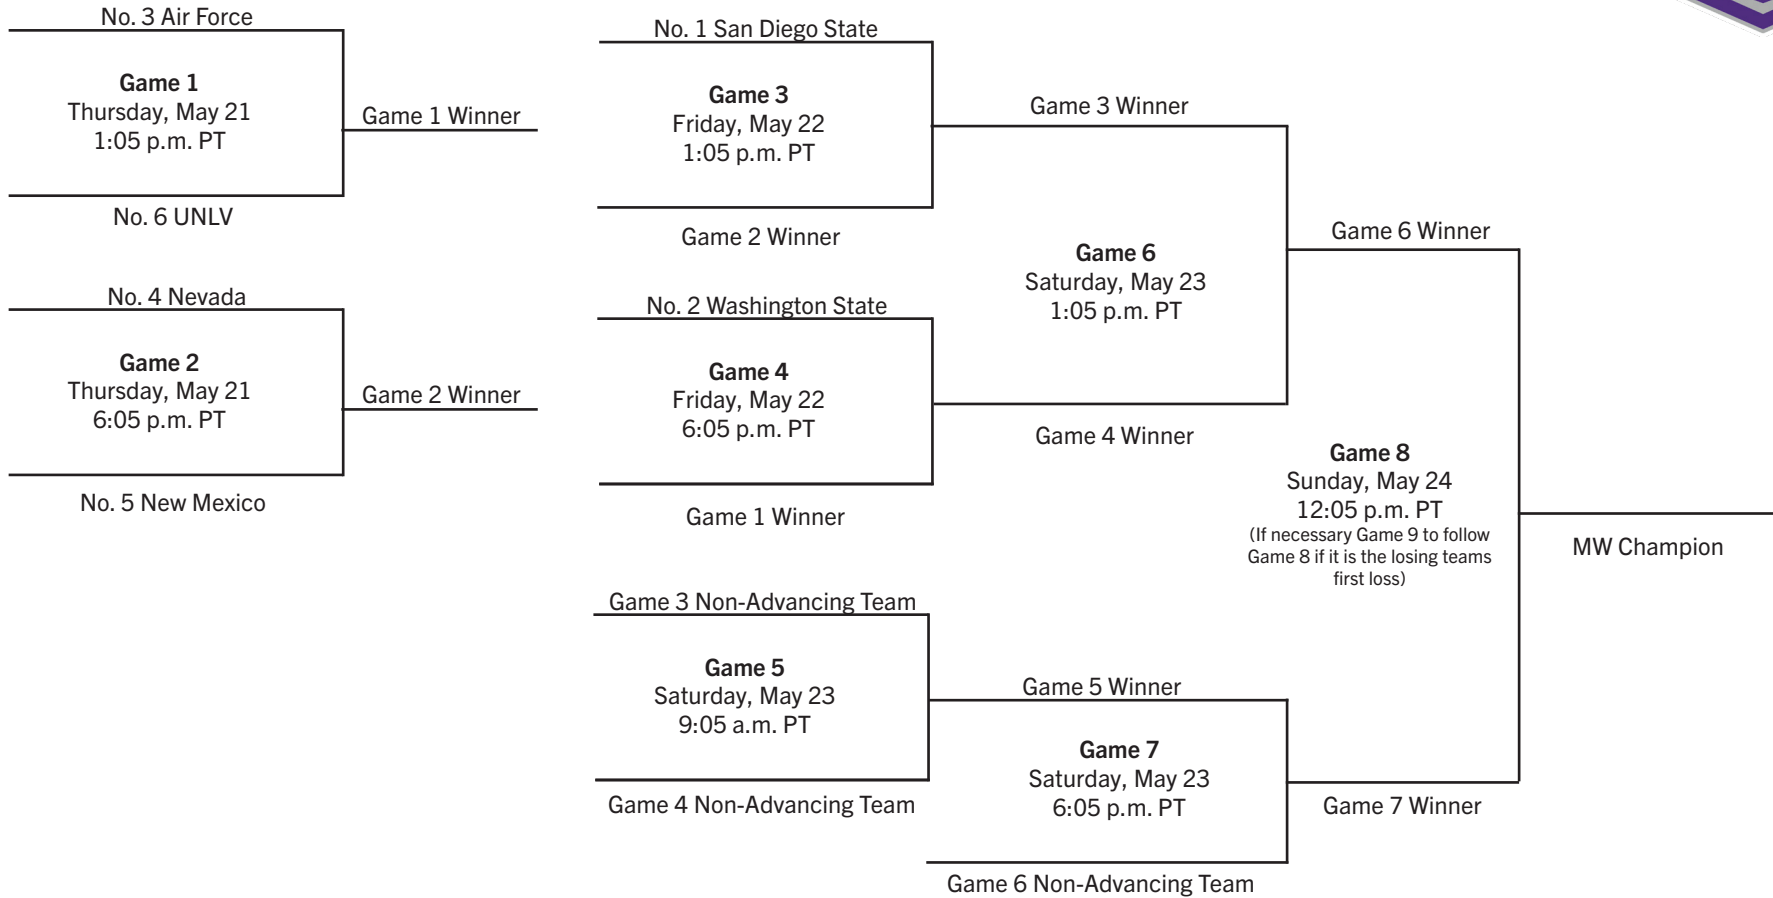 No. 3 Air Force
Game 1
Thursday, May 21
1:05 p.m. PT
Game 1 Winner
No. 6 UNLV
No. 4 Nevada
Game 2
Thursday, May 21
6:05 p.m. PT
Game 2 Winner
No. 5 New Mexico
No. 1 San Diego State
Game 3
Friday, May 22
1:05 p.m. PT
Game 2 Winner
Game 3 Winner
No. 2 Washington State
Game 4
Friday, May 22
6:05 p.m. PT
Game 1 Winner
Game 4 Winner
Game 6
Saturday, May 23
1:05 p.m. PT
Game 6 Winner
Game 3 Non-Advancing Team
Game 5
Saturday, May 23
9:05 a.m. PT
Game 4 Non-Advancing Team
Game 5 Winner
Game 7
Saturday, May 23
6:05 p.m. PT
Game 6 Non-Advancing Team
Game 7 Winner
Game 8
Sunday, May 24
12:05 p.m. PT
(If necessary Game 9 to follow
Game 8 if it is the losing teams
first loss)
MW Champion